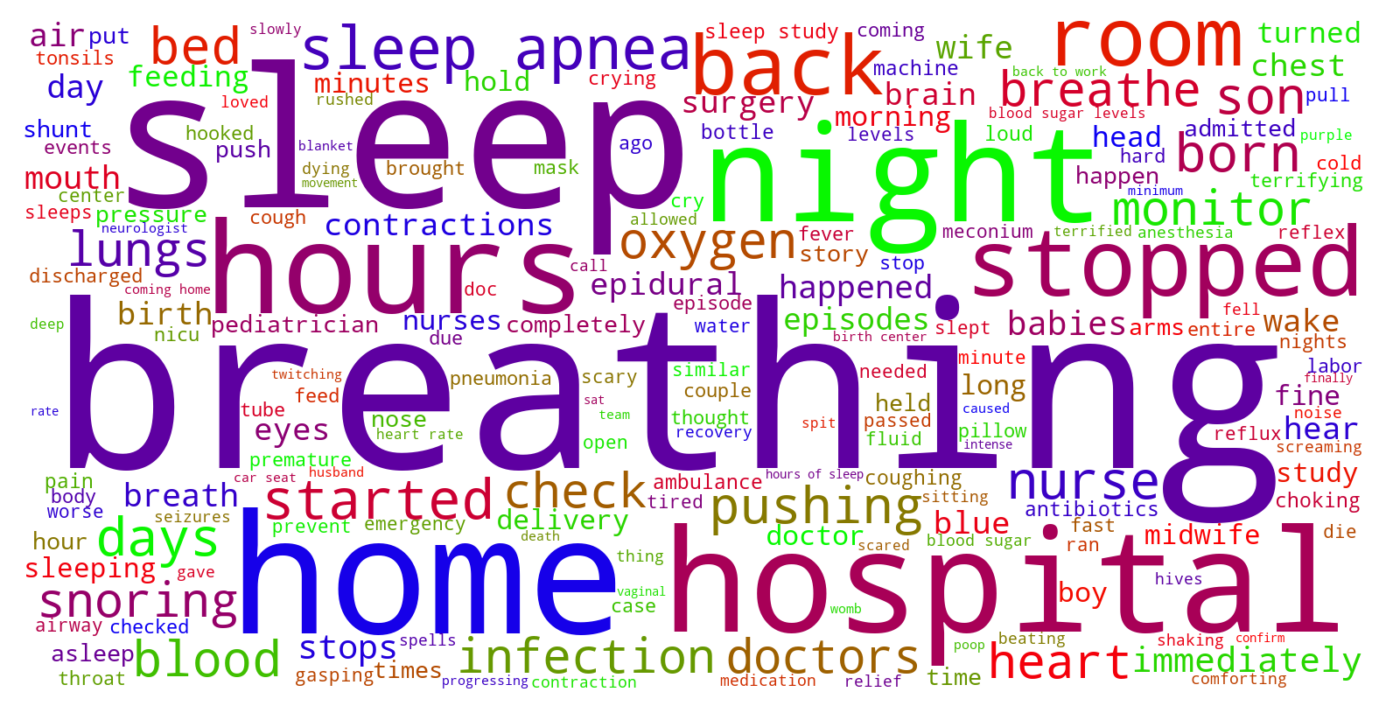 slowly
sleep study
coming
air put
bed
sleep apnea
back
wife
room
turned
tonsils
feeding
minutes
hold
crying
machine
back to work
chest
day
sleep
loved
rushed
surgery
brain
breathe
son
pull
shunt
hooked
blanket
ago
bottle
levels
morning
blood sugar levels
loud
head
admitted
purple
events
push
dying
brought
mask
night
hard
born
cold
mouth
movement
happen
minimum
terrifying
center
sleeps
pressure
cough
cry
allowed
monitor
neurologist
contractions
oxygen
fever
meconium
terrified
anesthesia
reflex
lungs
hours
story
stop
stopped
discharged
call
coming home
doc
epidural
happened
birth
episode
deep
pediatrician
nurses
completely
water
episodes
slept
babies
arms
entire
fell
wake
nicu
due
birth center
nights
breathing
twitching
pneumonia
scary
similar
needed
minute
labor
finally
feed
couple
long
fine
rate
tube
nose
sat
team
thought
held
passed
caused
noise
eyes
heart rate
open
recovery
spit
fluid
pillow
reflux
hear
premature
intense
screaming
pain
car seat
husband
hours of sleep
coughing
study
body
breath
started
check
ambulance
nurse
worse
tired
pushing
sitting
antibiotics
choking
seizures
prevent
emergency
delivery
blue
fast
hour
days
home
death
doctor
scared
blood sugar
ran
midwife
die
sleeping
gave
thing
hospital
hives
snoring
vaginal
case
womb
boy
airway
checked
beating
shaking
confirm
asleep
blood
stops
spells
infection
doctors
poop
heart
immediately
throat
gasping
times
progressing
contraction
medication
relief
time
comforting